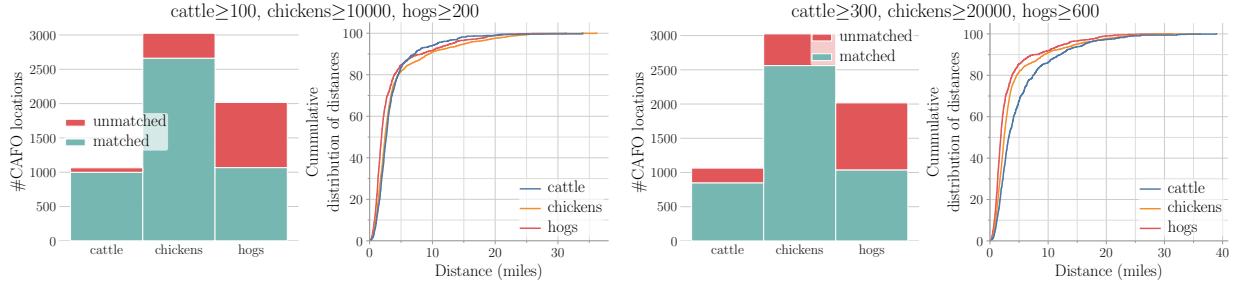 cattle≥100, chickens≥10000, hogs≥200
#CAFO locations
3000
2500
2000
1500
1000
500
0
unmatched
matched
cattle chickens hogs
Cummulative
distribution of distances
100
80
60
40
20
0
cattle
chickens
hogs
0 10 20 30
Distance (miles)
cattle≥300, chickens≥20000, hogs≥600
#CAFO locations
3000
2500
2000
1500
1000
500
0
unmatched
matched
cattle chickens hogs
Cummulative
distribution of distances
100
80
60
40
20
0
cattle
chickens
hogs
0 10 20 30 40
Distance (miles)